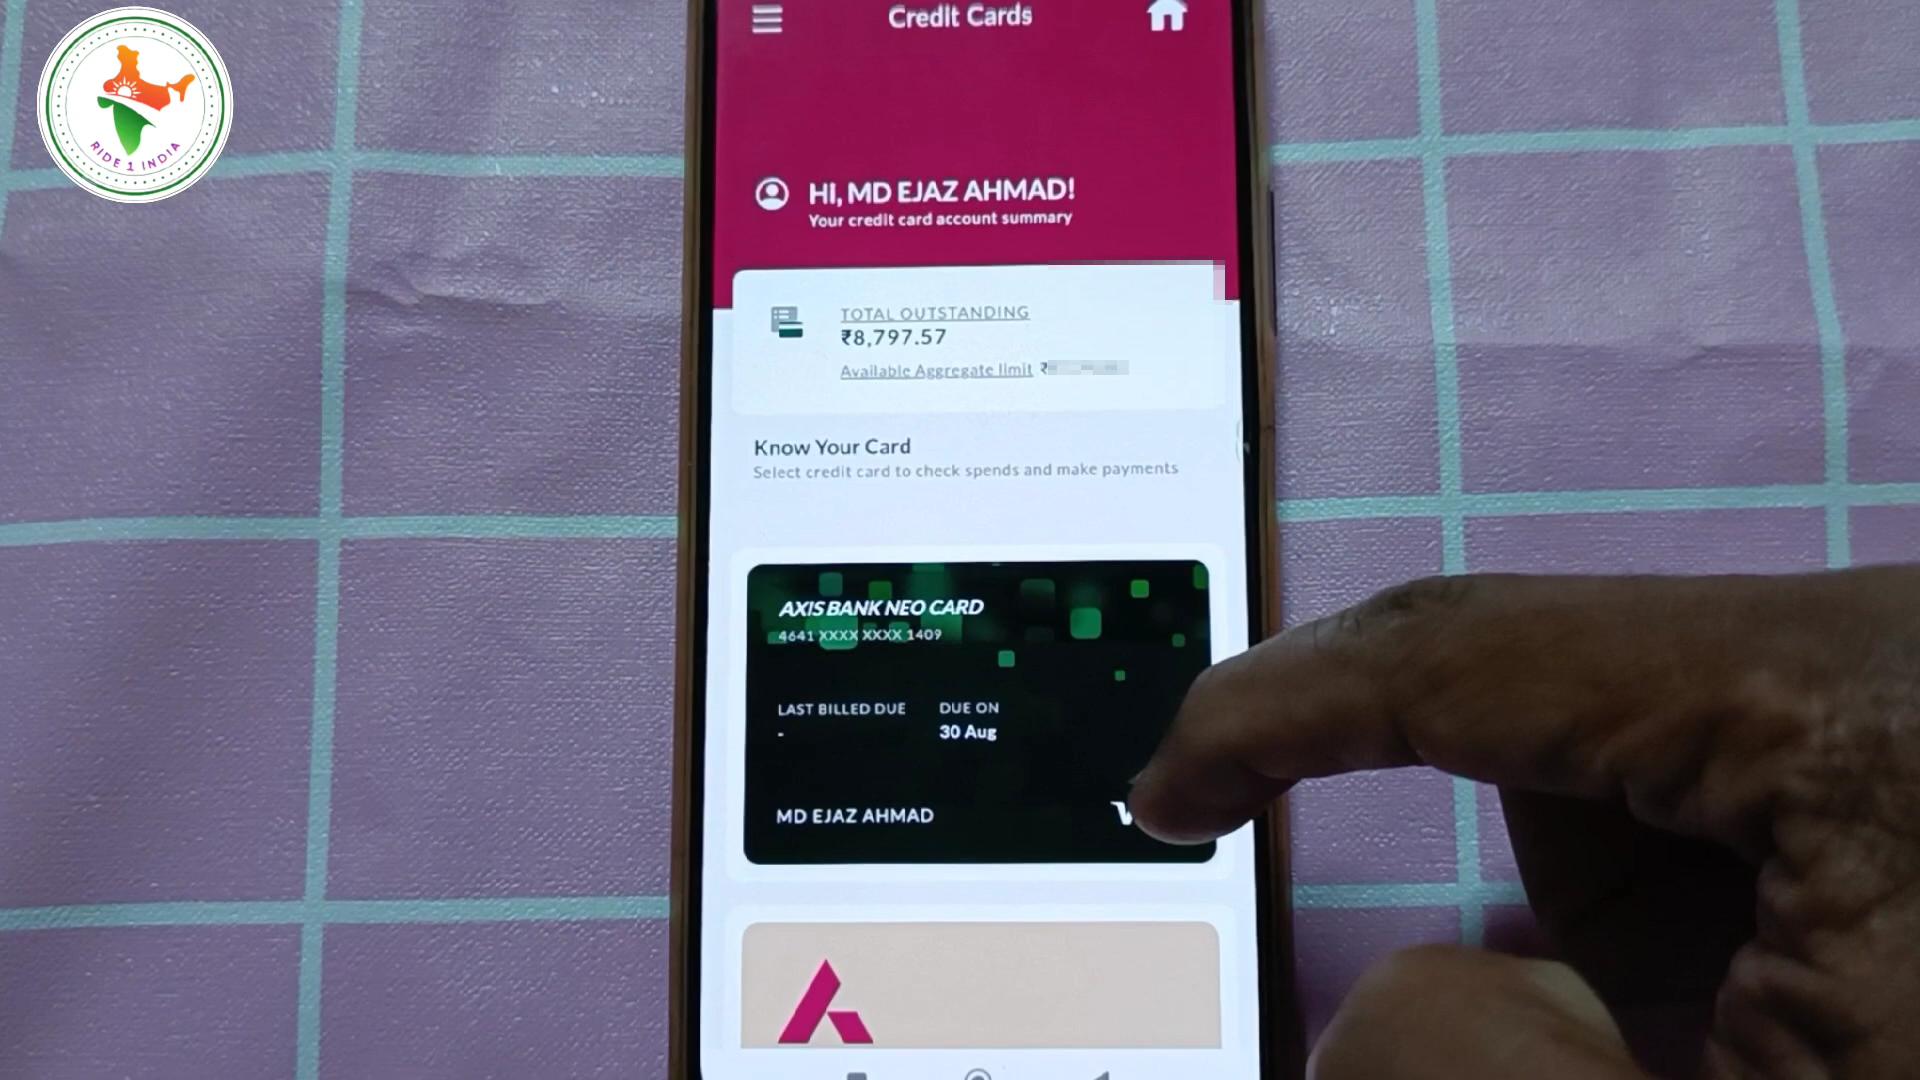 RIDE 1 INDIA
Credit Cards
HI, MD EJAZ AHMAD!
Your credit card account summary
TOTAL OUTSTANDING
₹8,797.57
Available Aggregate limit ₹
Know Your Card
Select credit card to check spends and make payments
AXIS BANK NEO CARD
4641 XXXX XXXX 1409
LAST BILLED DUE DUE ON
- 30 Aug
MD EJAZ AHMAD